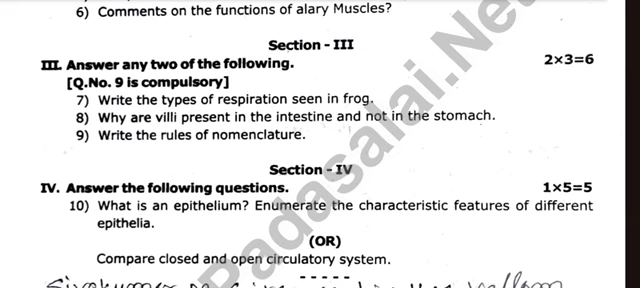 6) Comments on the functions of alary Muscles?
Section - III
III. Answer any two of the following. 2×3=6
[Q.No. 9 is compulsory]
7) Write the types of respiration seen in frog.
8) Why are villi present in the intestine and not in the stomach.
9) Write the rules of nomenclature.
Section - IV
IV. Answer the following questions. 1×5=5
10) What is an epithelium? Enumerate the characteristic features of different
epithelia.
(OR)
Compare closed and open circulatory system.
-----
Padasalai.Net